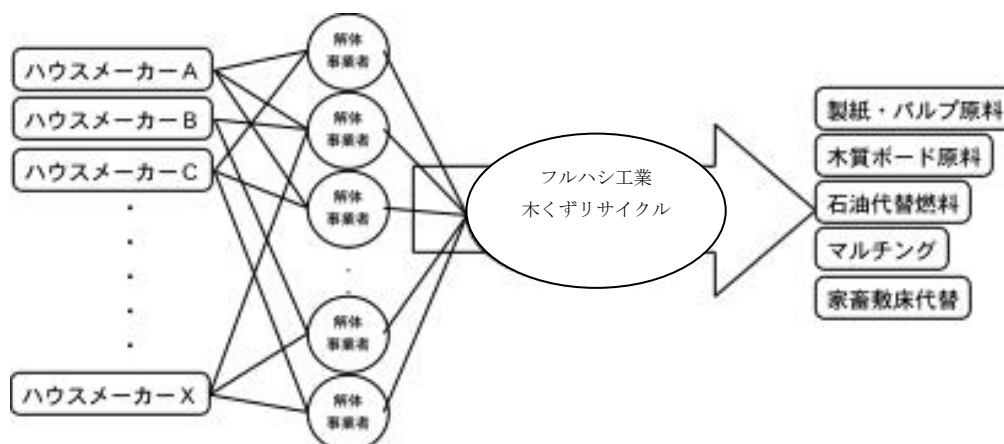 ハウスメーカーA
ハウスメーカーB
ハウスメーカーC
ハウスメーカーX
解体
事業者
解体
事業者
解体
事業者
解体
事業者
解体
事業者
フルハシ工業
木くずリサイクル
製紙・パルプ原料
木質ボード原料
石油代替燃料
マルチング
家畜敷床代替